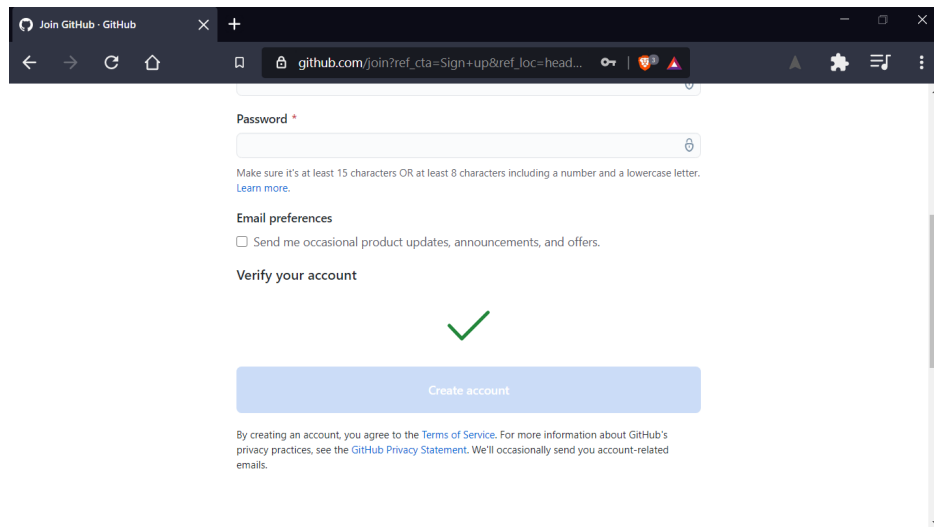 Join GitHub · GitHub
github.com/join?ref_cta=Sign+up&ref_loc=head...
3
Password *
Make sure it's at least 15 characters OR at least 8 characters including a number and a lowercase letter.
Learn more.
Email preferences
Send me occasional product updates, announcements, and offers.
Verify your account
Create account
By creating an account, you agree to the Terms of Service. For more information about GitHub's
privacy practices, see the GitHub Privacy Statement. We'll occasionally send you account-related
emails.